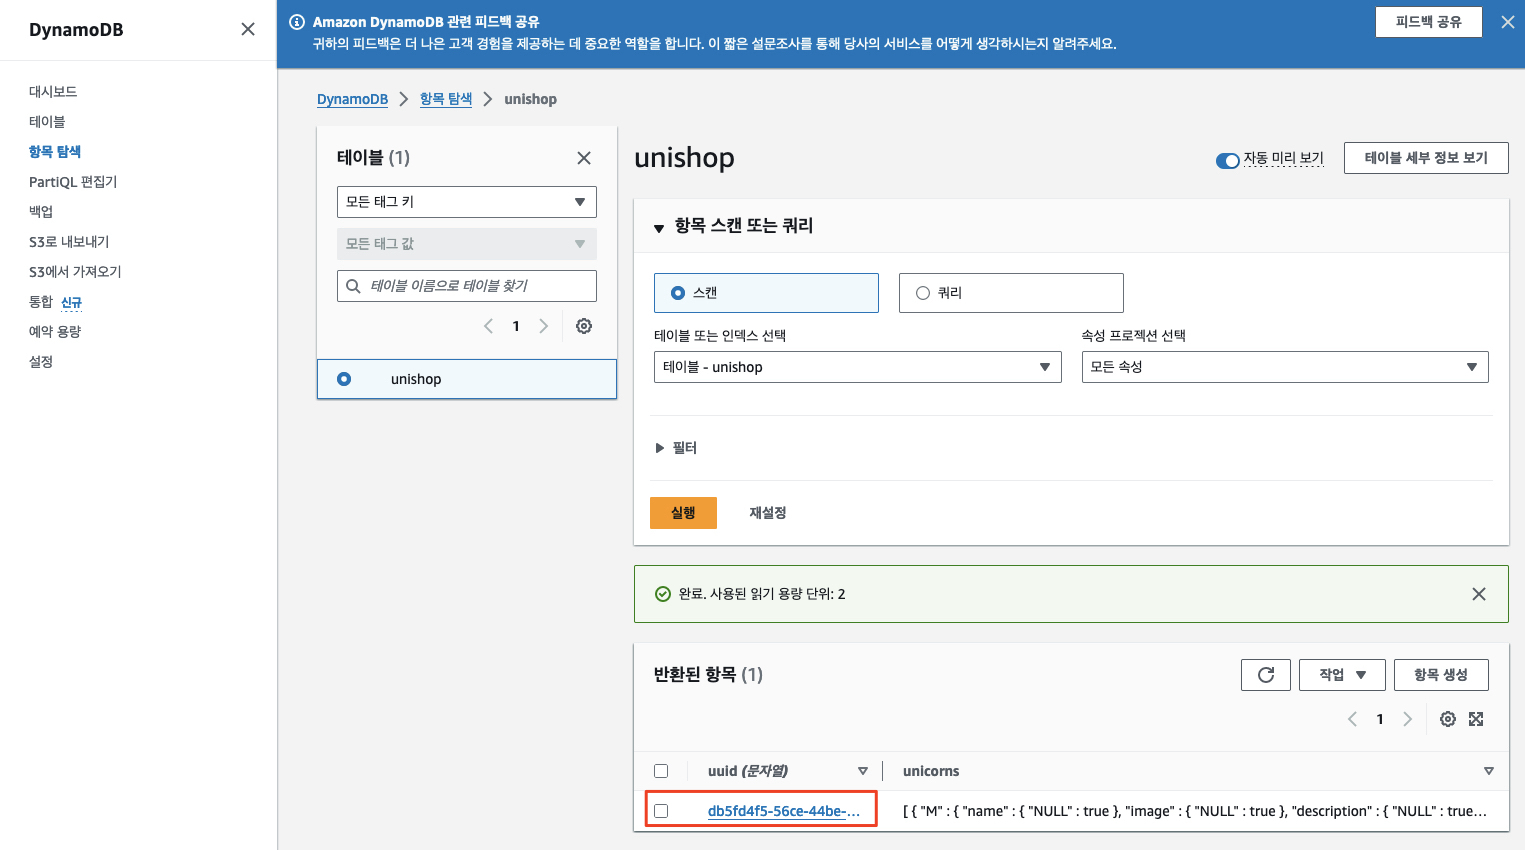 DynamoDB
대시보드
테이블
항목 탐색
PartiQL 편집기
백업
S3로 내보내기
S3에서 가져오기
통합 신규
예약 용량
설정
Amazon DynamoDB 관련 피드백 공유
귀하의 피드백은 더 나은 고객 경험을 제공하는 데 중요한 역할을 합니다. 이 짧은 설문조사를 통해 당사의 서비스를 어떻게 생각하시는지 알려주세요.
피드백 공유
DynamoDB 항목 탐색 unishop
테이블 (1)
모든 태그 키
모든 태그 값
테이블 이름으로 테이블 찾기
1
unishop
unishop
자동 미리 보기
테이블 세부 정보 보기
항목 스캔 또는 쿼리
스캔
쿼리
테이블 또는 인덱스 선택
테이블 - unishop
속성 프로젝션 선택
모든 속성
필터
실행
재설정
완료. 사용된 읽기 용량 단위: 2
반환된 항목 (1)
작업
항목 생성
1
uuid (문자열)
unicorns
db5fd4f5-56ce-44be-...
[ { "M" : { "name" : { "NULL" : true }, "image" : { "NULL" : true }, "description" : { "NULL" : true...